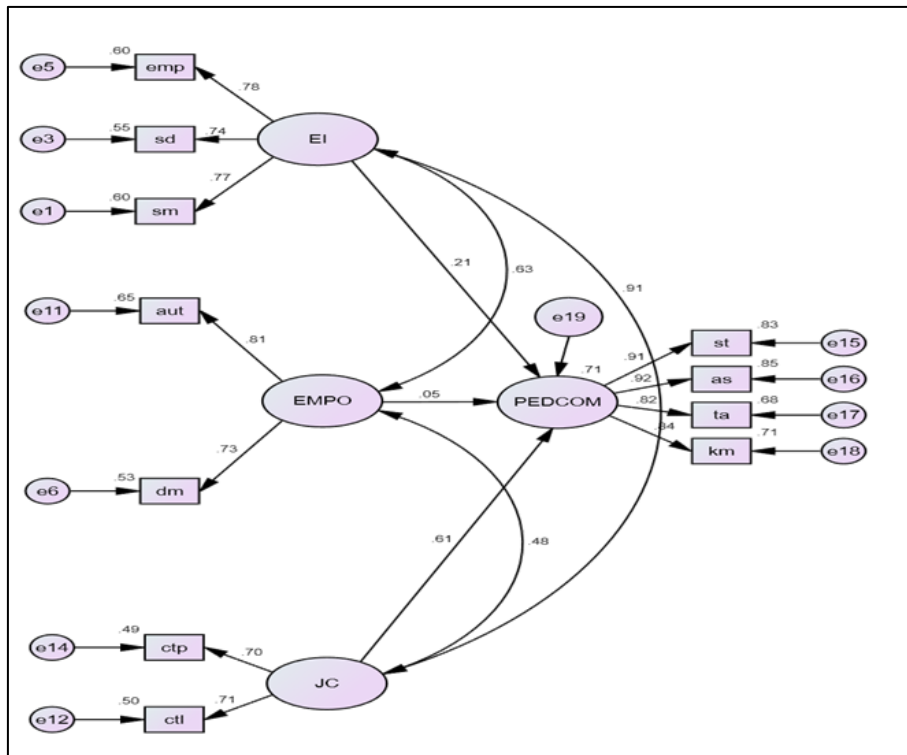 .60
e5
emp
.78
.55
e3
sd
.74
EI
.77
.60
e1
sm
.21
.63
.91
.65
e11
aut
.81
e19
.83
st
e15
.91
.71
.85
as
e16
.92
EMPO
.05
PEDCOM
.82
.68
ta
e17
.84
.71
km
e18
.73
.53
e6
dm
.61
.48
.49
e14
ctp
.70
JC
.71
.50
e12
ctl